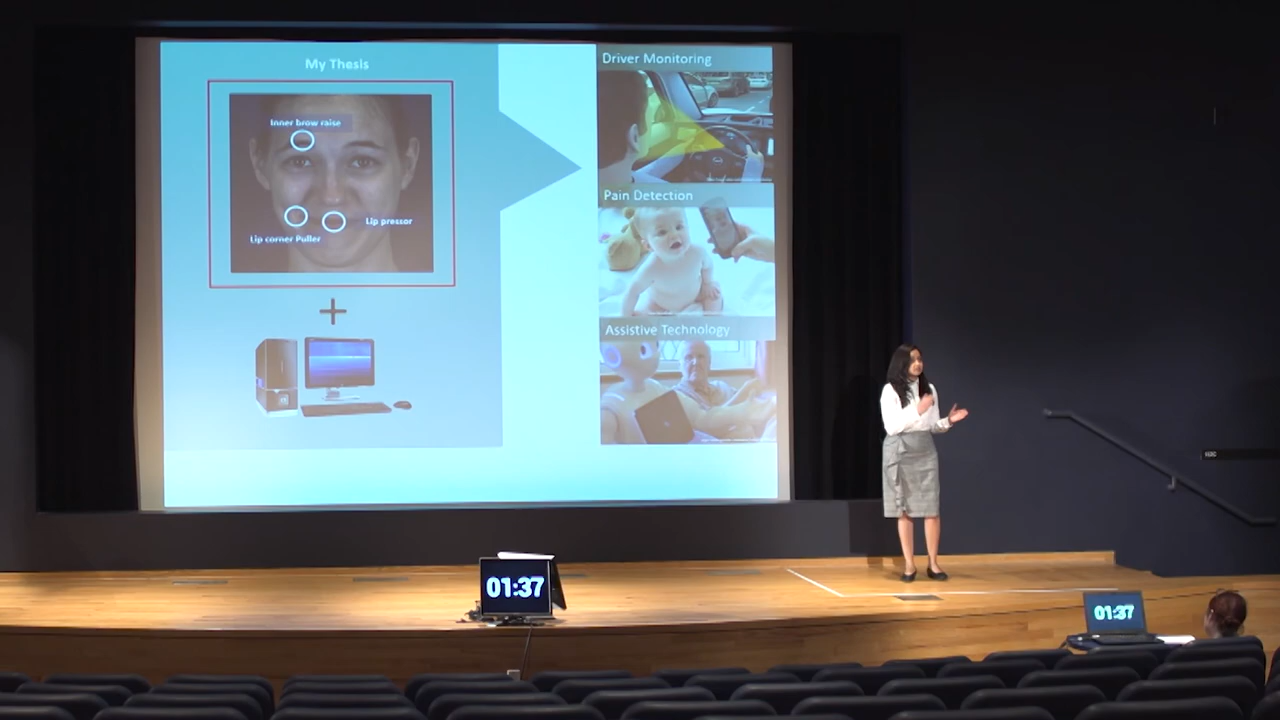 My Thesis
Inner brow raise
Lip pressor
Lip corner Puller
+
Driver Monitoring
Pain Detection
Assistive Technology
01:37
01:37